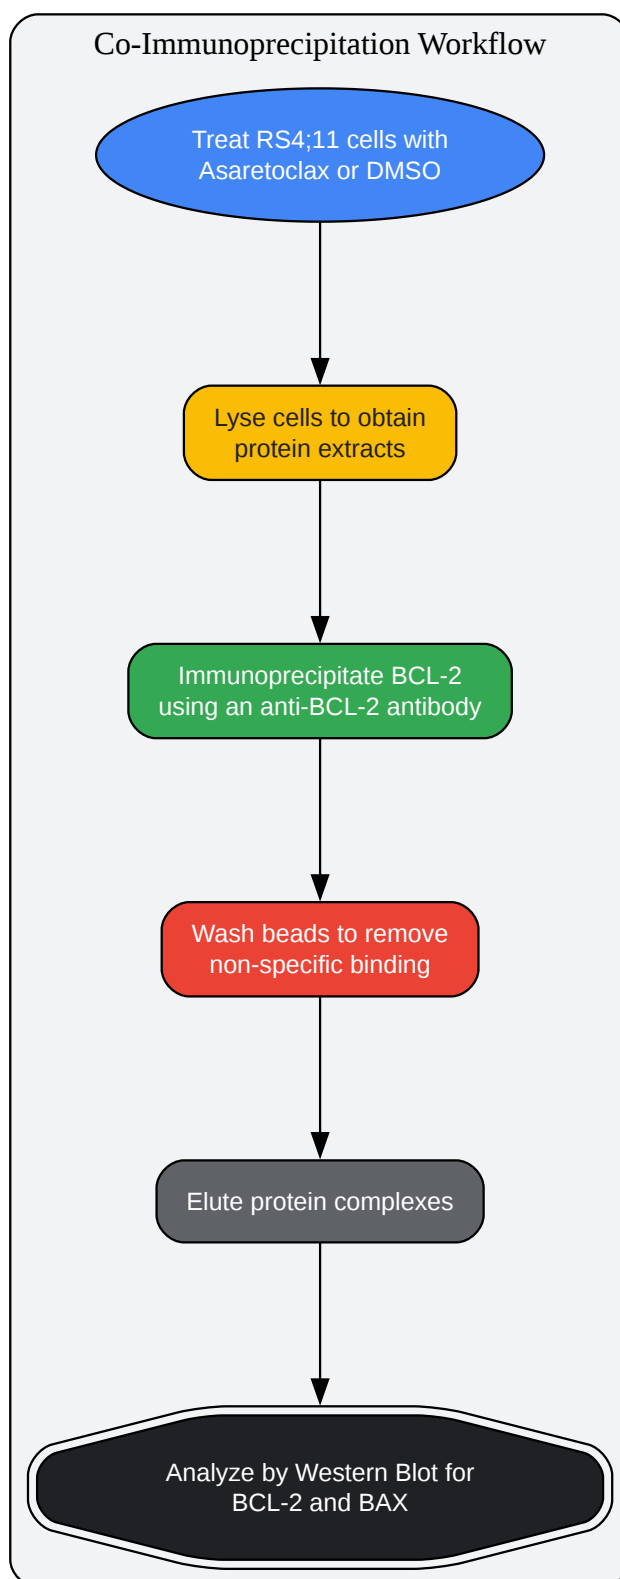 Co-Immunoprecipitation Workflow
Treat RS4;11 cells with
Asaretoclax or DMSO
Lyse cells to obtain
protein extracts
Immunoprecipitate BCL-2
using an anti-BCL-2 antibody
Wash beads to remove
non-specific binding
Elute protein complexes
Analyze by Western Blot for
BCL-2 and BAX